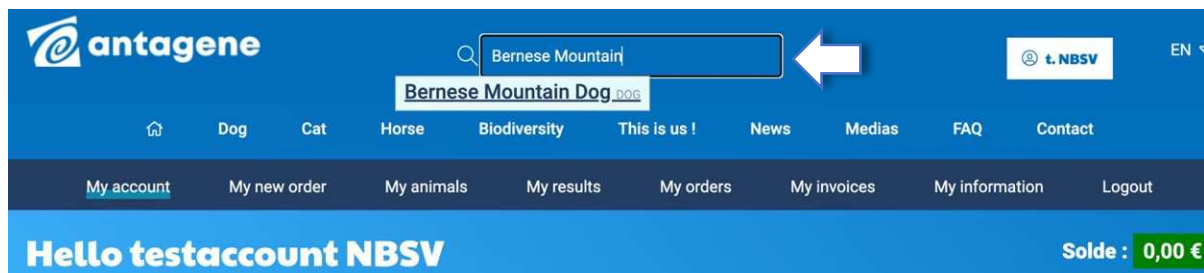 antagene
Bernese Mountain
t. NBSV
EN
Bernese Mountain Dog DOG
Dog Cat Horse Biodiversity This is us ! News Medias FAQ Contact
My account My new order My animals My results My orders My invoices My information Logout
Hello testaccount NBSV
Solde : 0,00 €